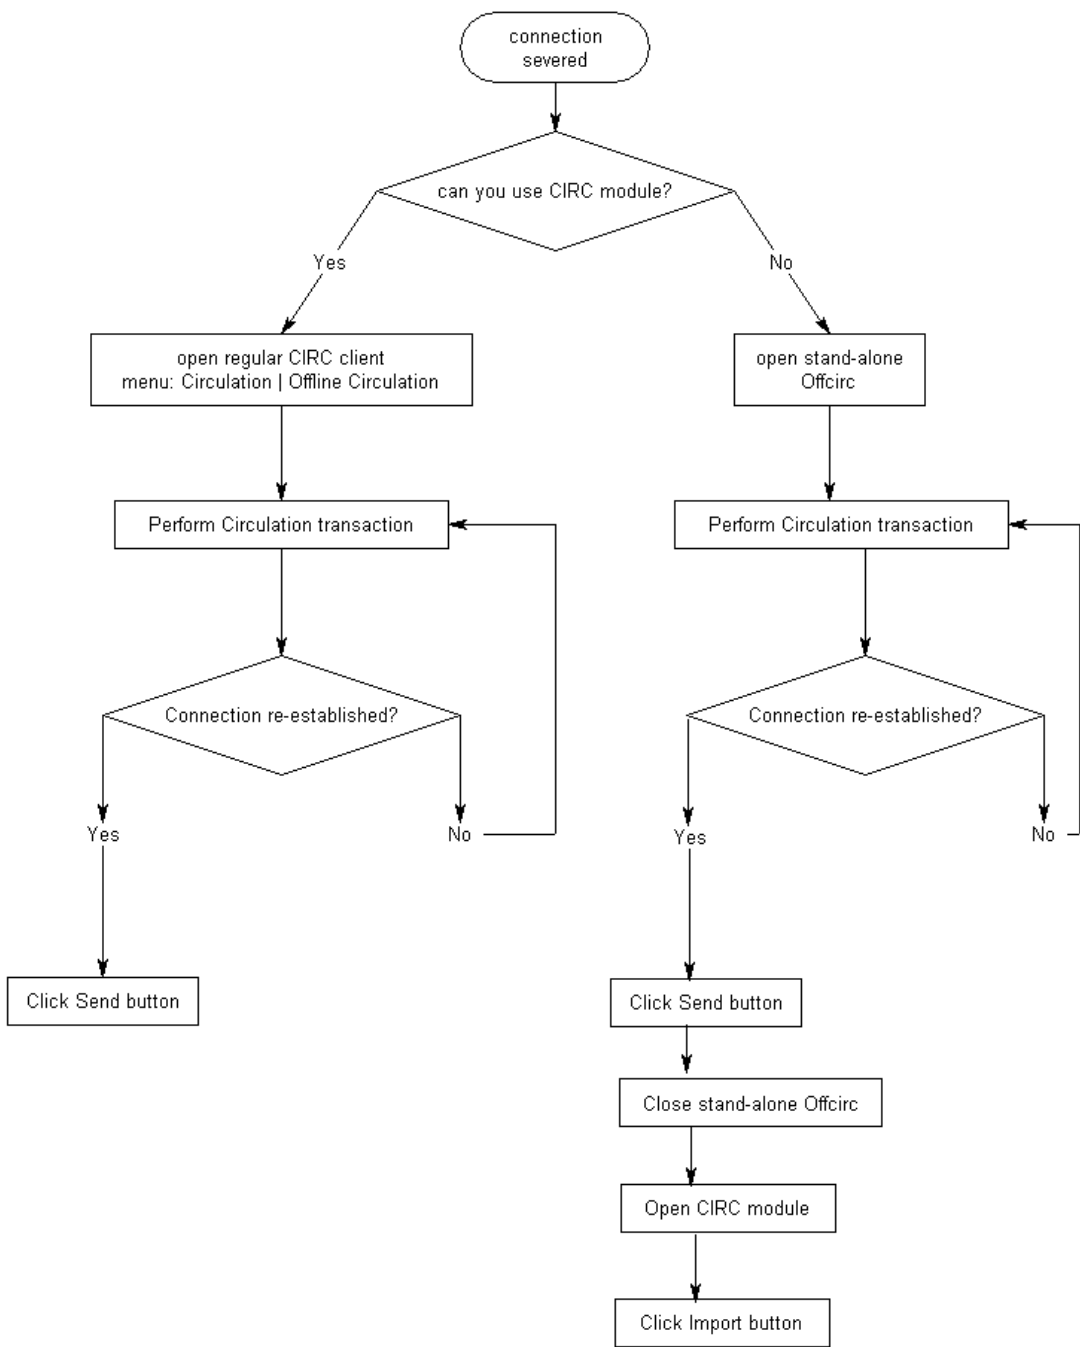 connection
severed
can you use CIRC module?
Yes
No
open regular CIRC client
menu: Circulation | Offline Circulation
open stand-alone
Offcirc
Perform Circulation transaction
Perform Circulation transaction
Connection re-established?
Connection re-established?
Yes
No
Yes
No
Click Send button
Click Send button
Close stand-alone Offcirc
Open CIRC module
Click Import button